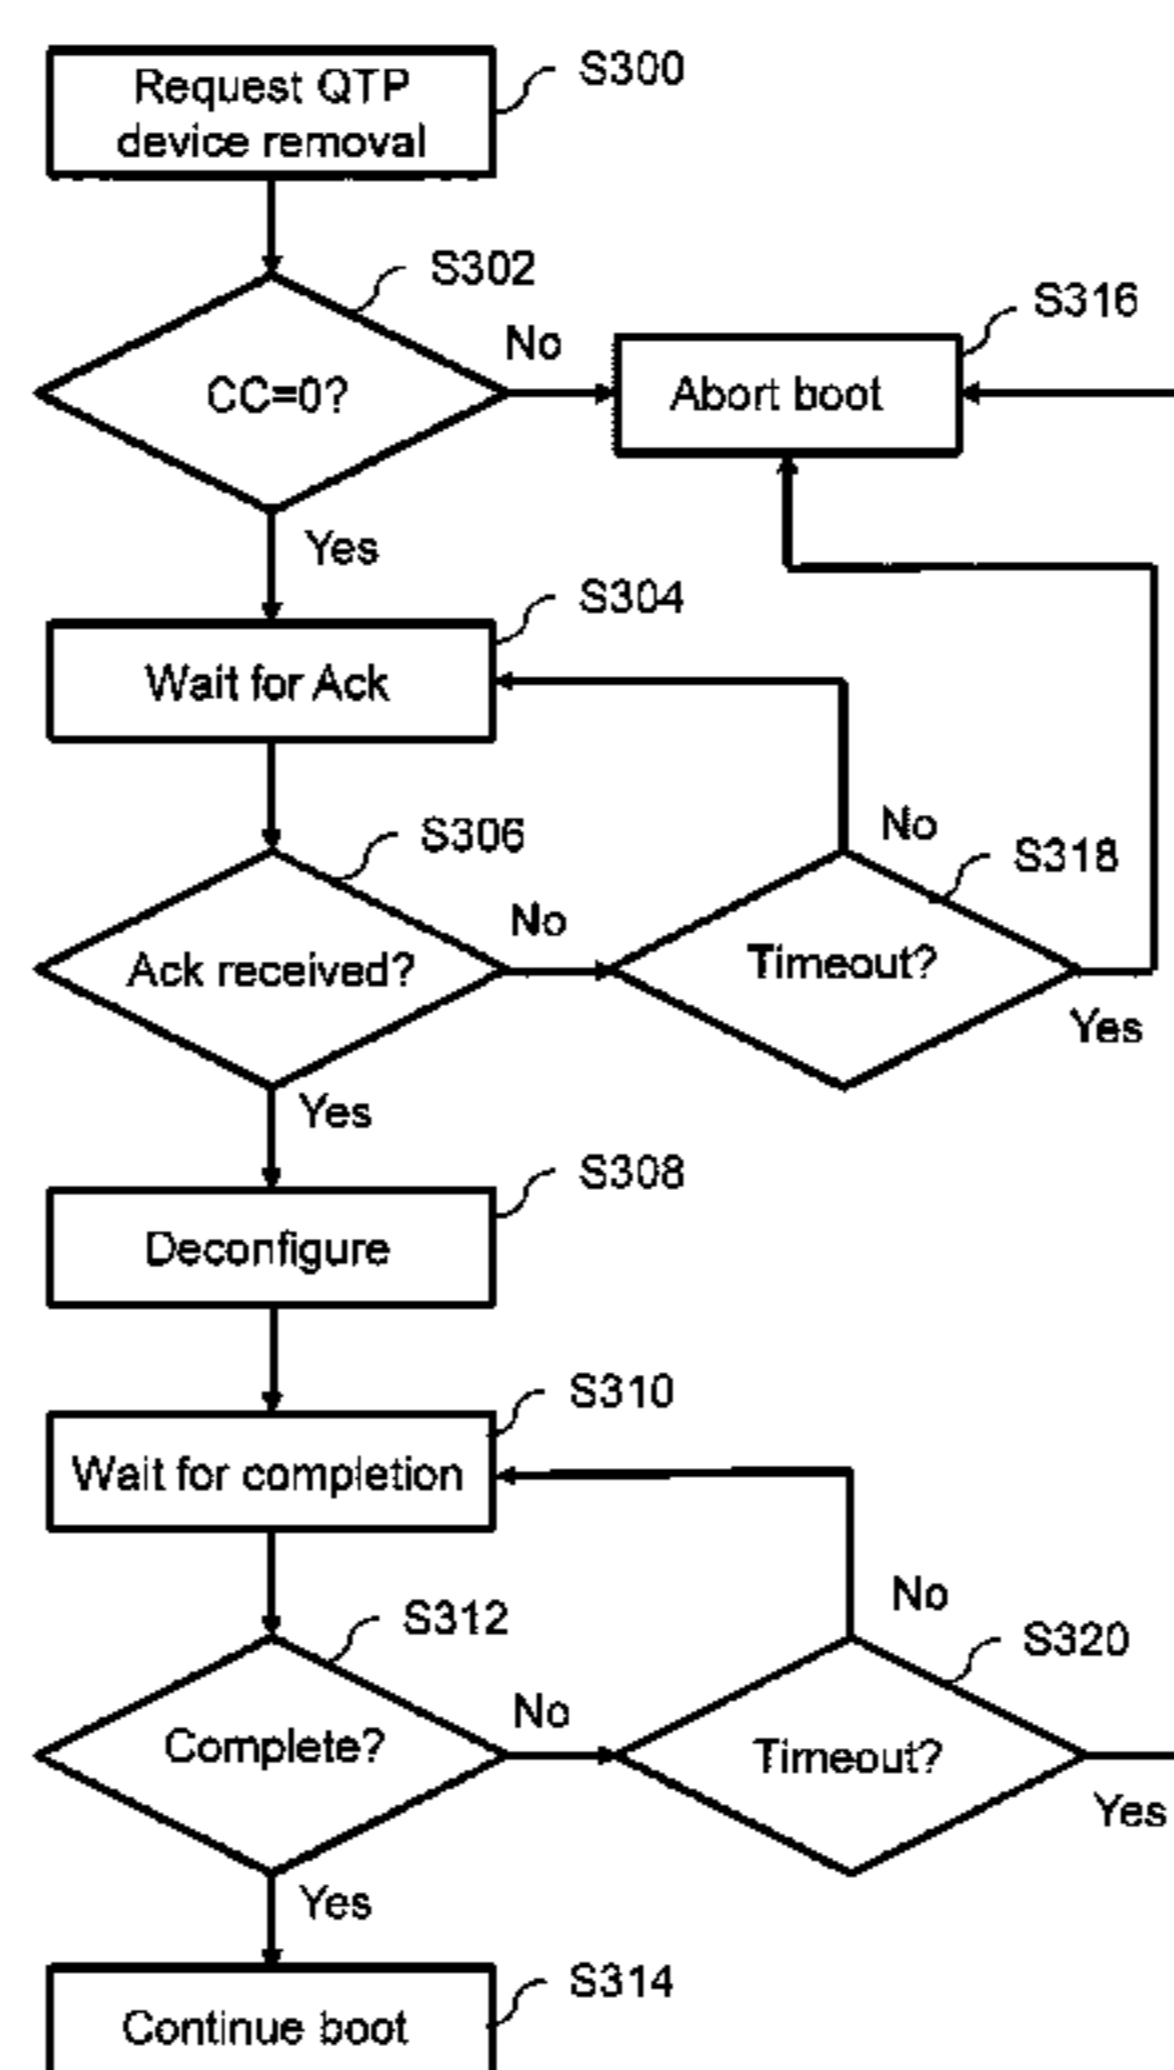 Request QTP
device removal
S300
S302
CC=0?
No
S316
Abort boot
Yes
S304
Wait for Ack
S306
Ack received?
No
No
S318
Timeout?
Yes
Yes
S308
Deconfigure
S310
Wait for completion
S312
Complete?
No
No
S320
Timeout?
Yes
Yes
S314
Continue boot